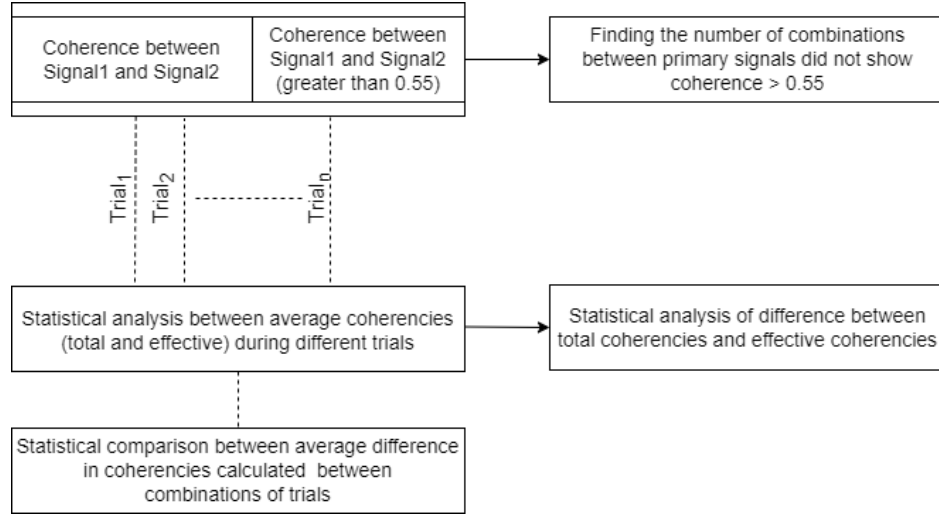 Coherence between
Signal1 and Signal2
Coherence between
Signal1 and Signal2
(greater than 0.55)
Finding the number of combinations
between primary signals did not show
coherence > 0.55
Trial1
Trial2
Trialn
Statistical analysis between average coherencies
(total and effective) during different trials
Statistical analysis of difference between
total coherencies and effective coherencies
Statistical comparison between average difference
in coherencies calculated between
combinations of trials